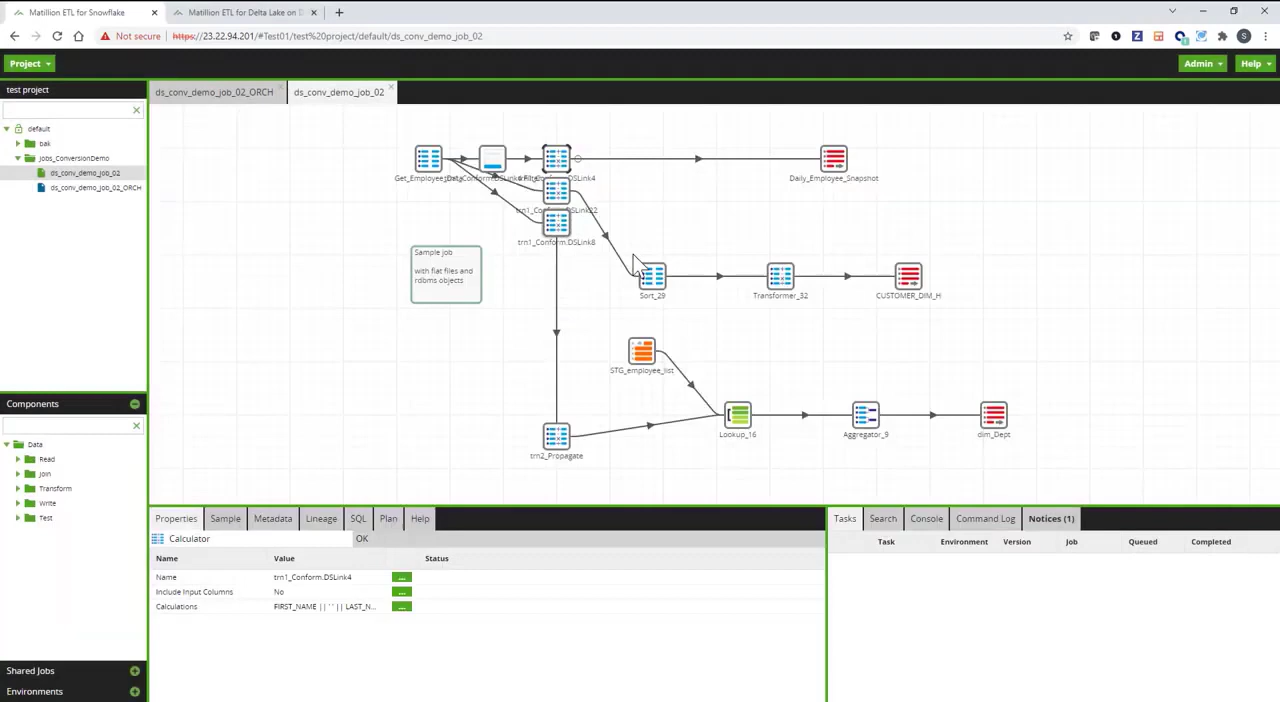 Matillion ETL for Snowflake
Matillion ETL for Delta Lake on D
Not secure
https://23.22.94.201/#Test01/test%20project/default/ds_conv_demo_job_02
S
Project
Admin
Help
test project
ds_conv_demo_job_02_ORCH
ds_conv_demo_job_02
default
bak
Jobs_ConversionDemo
ds_conv_demo_job_02
ds_conv_demo_job_02_ORCH
Daily_Employee_Snapshot
trn1_Conform.DSLink22
trn1_Conform.DSLink8
Sample job
with flat files and
rdbms objects
Sort_29
Transformer_32
CUSTOMER_DIM_H
STG_employee_list
Lookup_16
Aggregator_9
dim_Dept
trn2_Propagate
Components
Data
Read
Join
Transform
Write
Test
Shared Jobs
Environments
Properties
Sample
Metadata
Lineage
SQL
Plan
Help
Calculator
OK
Name
Value
Status
Name
trn1_Conform.DSLink4
...
Include Input Columns
No
...
Calculations
FIRST_NAME || ' ' || LAST_N...
...
Tasks
Search
Console
Command Log
Notices (1)
Task
Environment
Version
Job
Queued
Completed